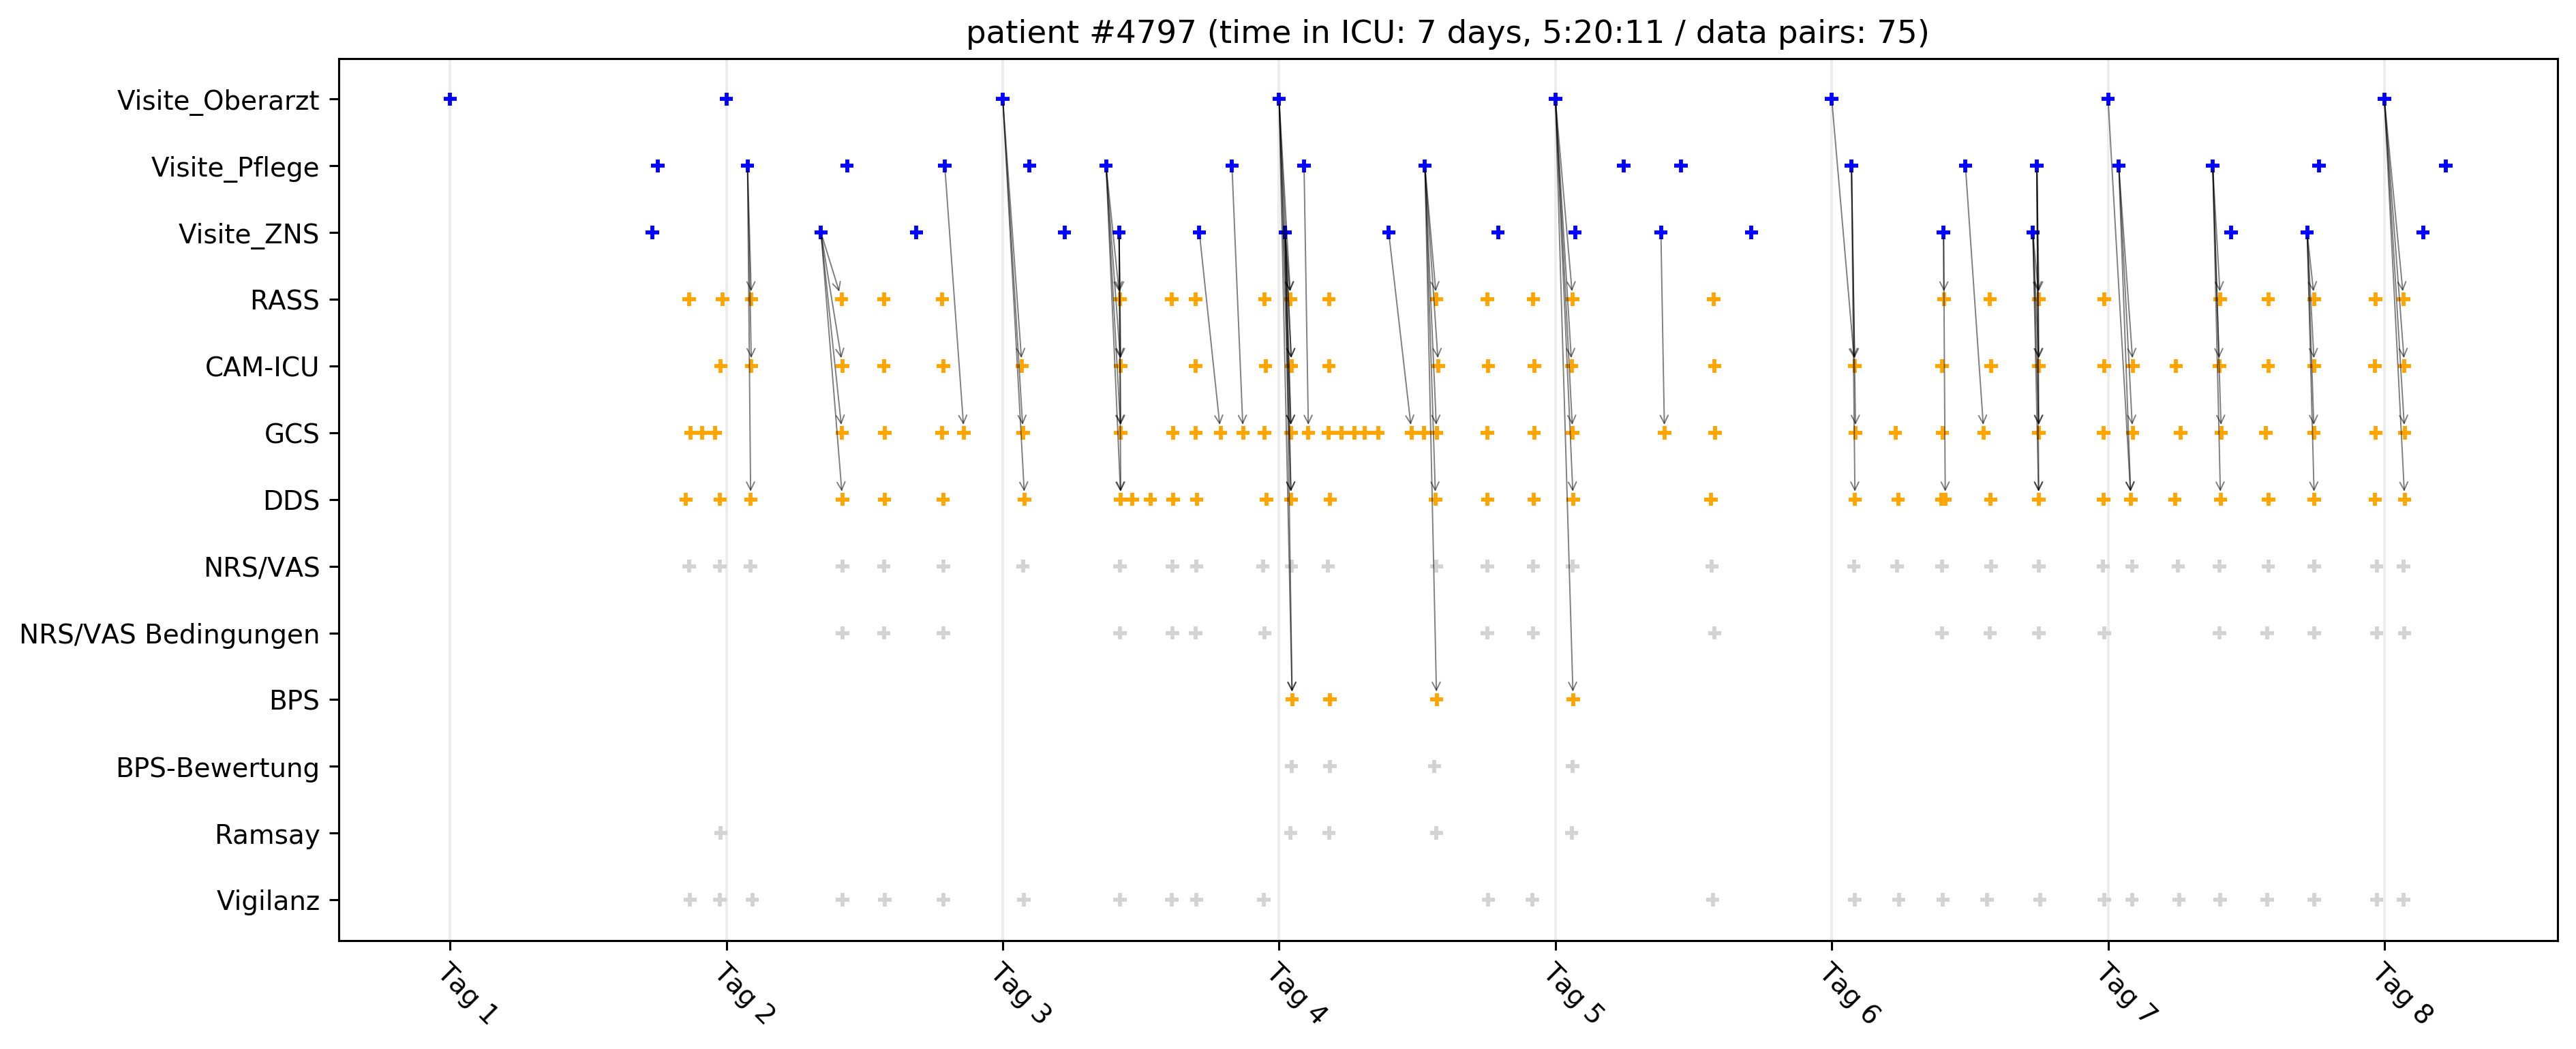 patient #4797 (time in ICU: 7 days, 5:20:11 / data pairs: 75)
Visite_Oberarzt
Visite_Pflege
Visite_ZNS
RASS
CAM-ICU
GCS
DDS
NRS/VAS
NRS/VAS Bedingungen
BPS
BPS-Bewertung
Ramsay
Vigilanz
Tag 1
Tag 2
Tag 3
Tag 4
Tag 5
Tag 6
Tag 7
Tag 8